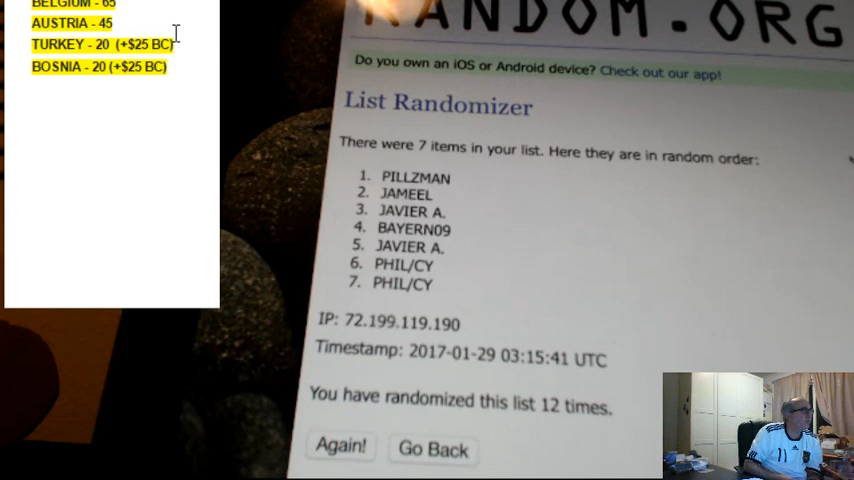 BELGIUM - 65
AUSTRIA - 45
TURKEY - 20 (+$25 BC)
BOSNIA - 20 (+$25 BC)
RANDOM.ORG
Do you own an iOS or Android device? Check out our app!
List Randomizer
There were 7 items in your list. Here they are in random order:
1. PILLZMAN
2. JAMEEL
3. JAVIER A.
4. BAYERN09
5. JAVIER A.
6. PHIL/CY
7. PHIL/CY
IP: 72.199.119.190
Timestamp: 2017-01-29 03:15:41 UTC
You have randomized this list 12 times.
Again! Go Back
11